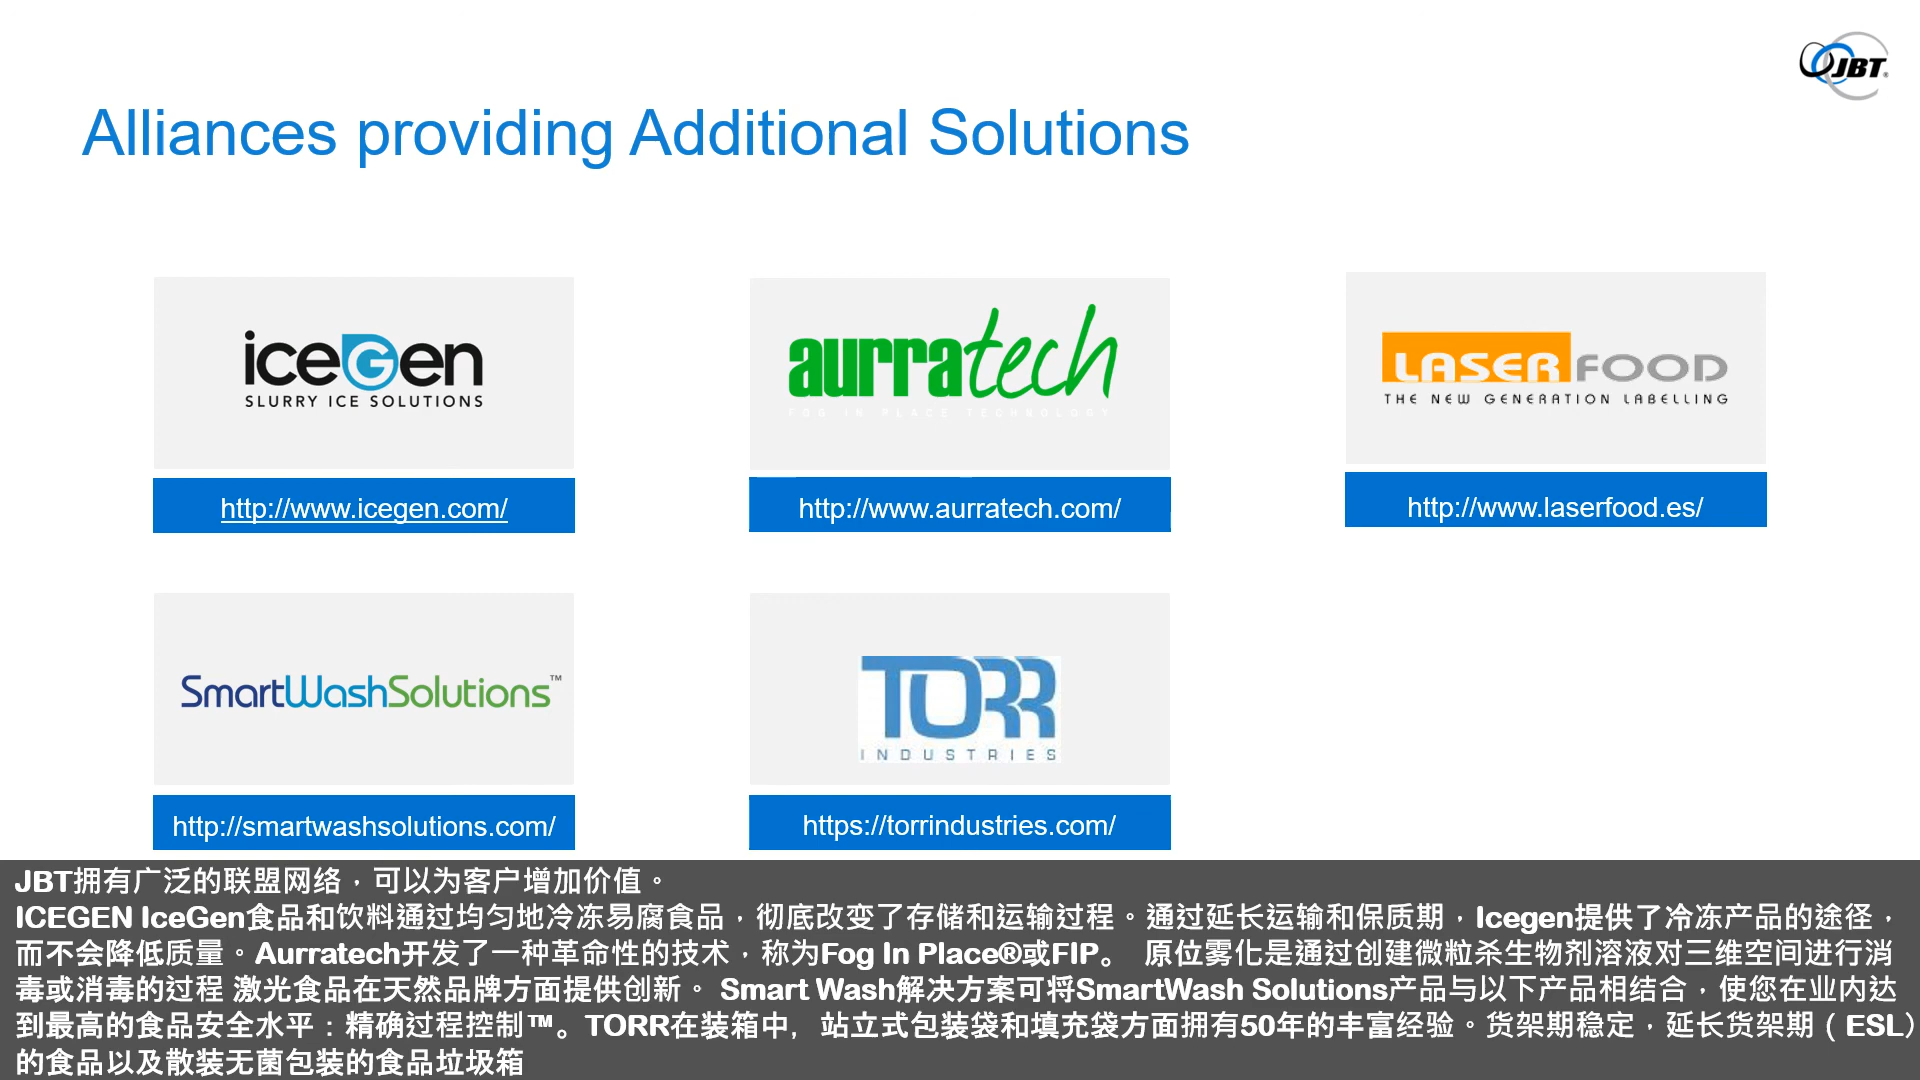 JBT
Alliances providing Additional Solutions
iceGen
SLURRY ICE SOLUTIONS
http://www.icegen.com/
aurratech
FOG IN PLACE TECHNOLOGY
http://www.aurratech.com/
LASERFOOD
THE NEW GENERATION LABELLING
http://www.laserfood.es/
SmartWashSolutions™
http://smartwashsolutions.com/
TORR
INDUSTRIES
https://torrindustries.com/
JBT拥有广泛的联盟网络，可以为客户增加价值。
ICEGEN IceGen食品和饮料通过均匀地冷冻易腐食品，彻底改变了存储和运输过程。通过延长运输和保质期，Icegen提供了冷冻产品的途径，
而不会降低质量。Aurratech开发了一种革命性的技术，称为Fog In Place®或FIP。 原位雾化是通过创建微粒杀生物剂溶液对三维空间进行消
毒或消毒的过程 激光食品在天然品牌方面提供创新。 Smart Wash解决方案可将SmartWash Solutions产品与以下产品相结合，使您在业内达
到最高的食品安全水平：精确过程控制™。TORR在装箱中，站立式包装袋和填充袋方面拥有50年的丰富经验。货架期稳定，延长货架期（ESL）
的食品以及散装无菌包装的食品垃圾箱